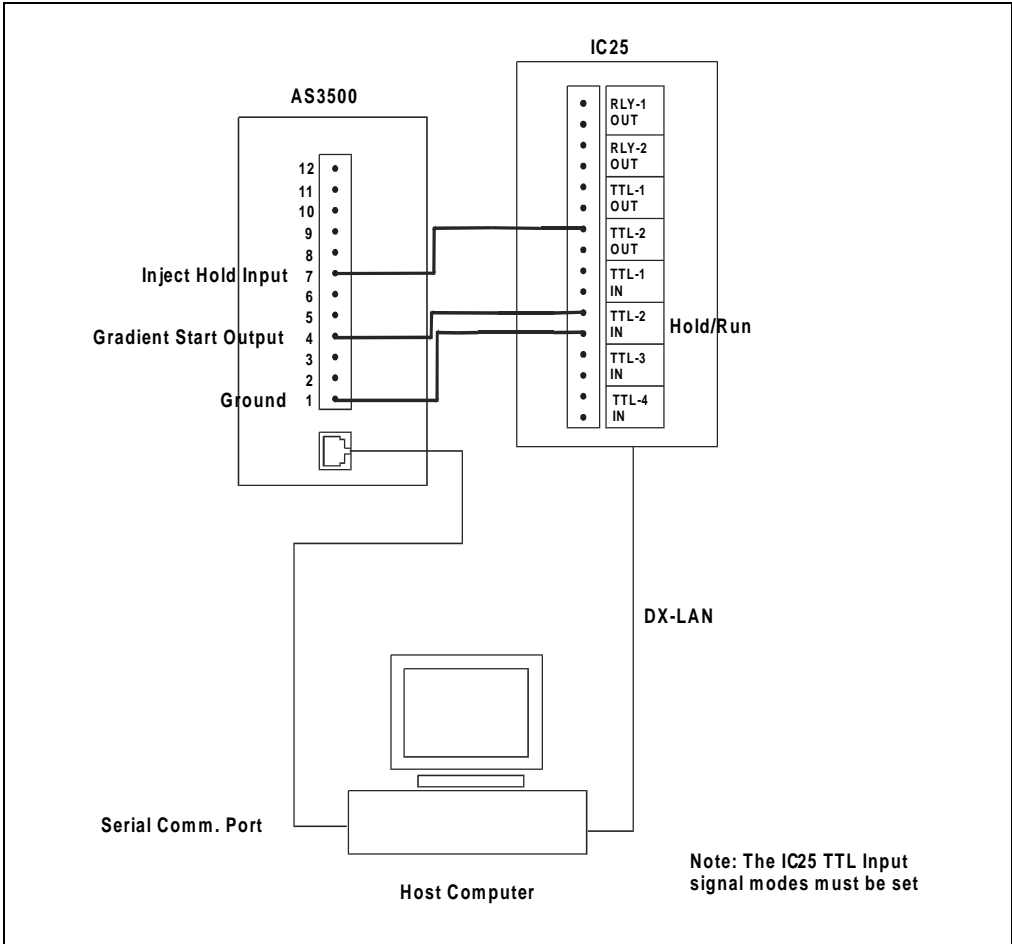 IC25
AS3500
RLY-1
OUT
RLY-2
OUT
TTL-1
OUT
TTL-2
OUT
TTL-1
IN
TTL-2
IN
Hold/Run
TTL-3
IN
TTL-4
IN
12
11
10
9
8
Inject Hold Input 7
6
5
Gradient Start Output 4
3
2
Ground 1
DX-LAN
Serial Comm. Port
Host Computer
Note: The IC25 TTL Input
signal modes must be set